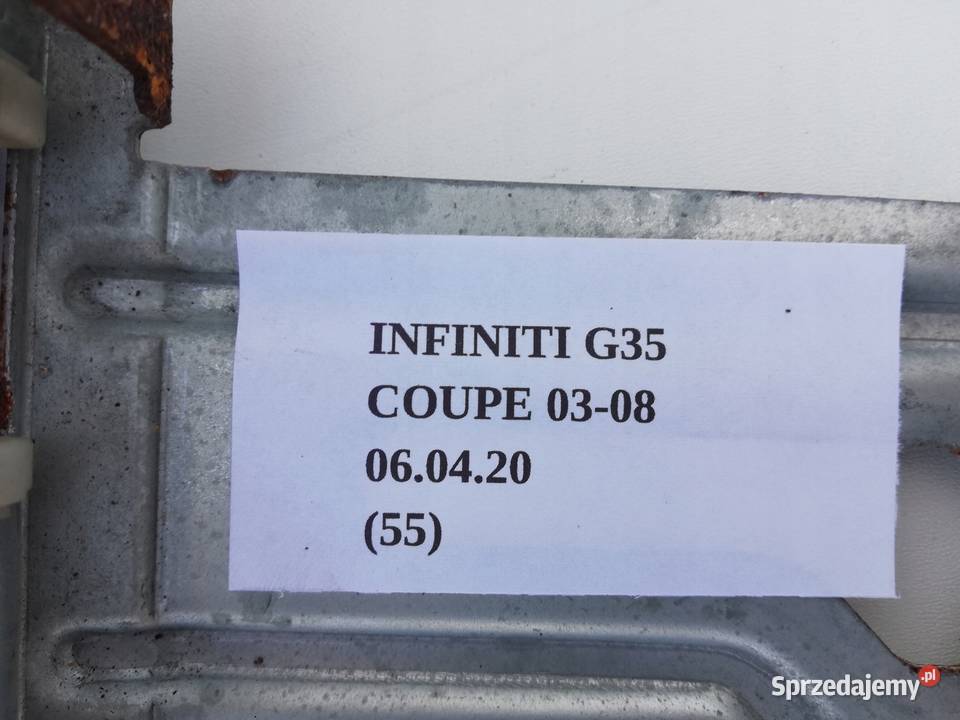 INFINITI G35
COUPE 03-08
06.04.20
(55)
Sprzedajemy.pl